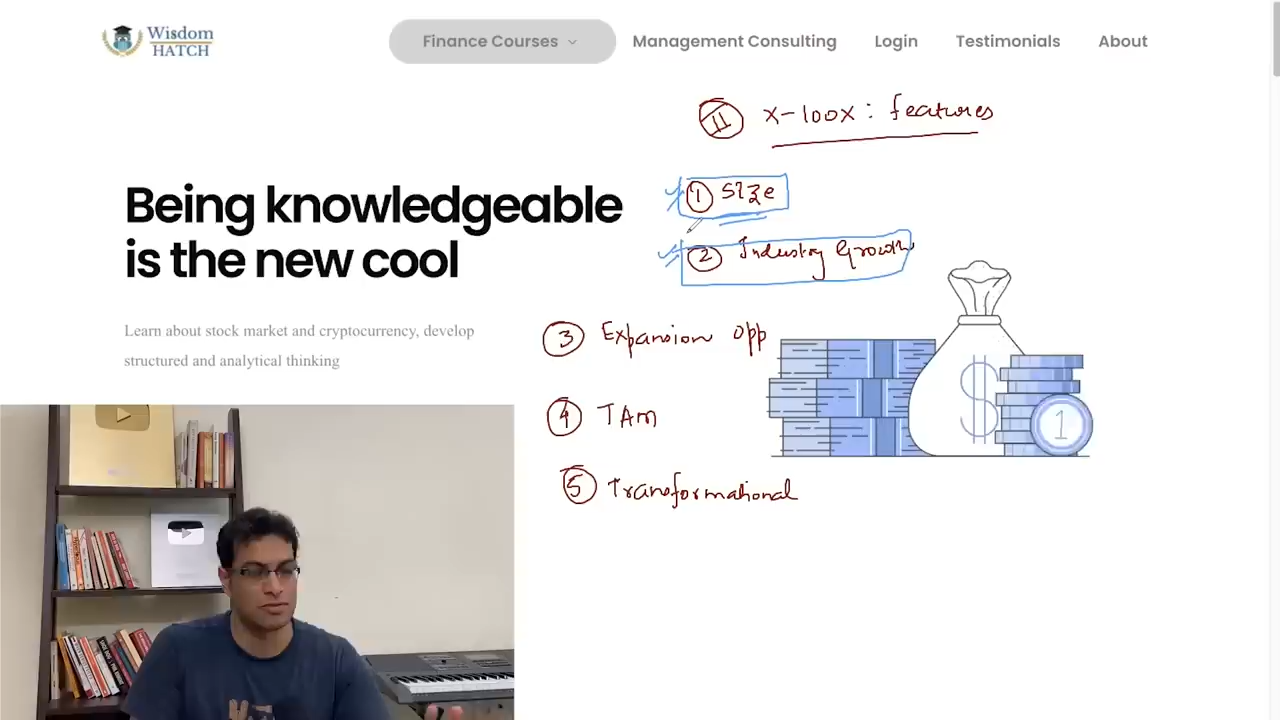 Wisdom
HATCH
Finance Courses
Management Consulting
Login
Testimonials
About
II X-100X : features
Being knowledgeable
is the new cool
1 Size
2 Industry Growth
Learn about stock market and cryptocurrency, develop
structured and analytical thinking
3 Expansion opp
4 TAM
5 Transformational
$
1